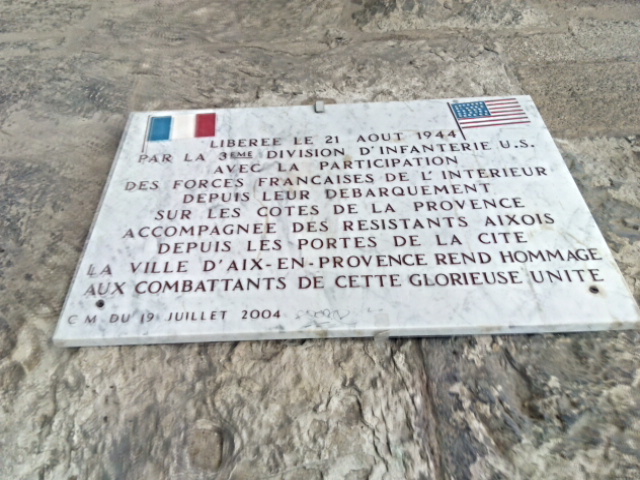 LIBEREE LE 21 AOUT 1944
PAR LA 3EME DIVISION D'INFANTERIE U.S.
AVEC LA PARTICIPATION
DES FORCES FRANCAISES DE L'INTERIEUR
DEPUIS LEUR DEBARQUEMENT
SUR LES COTES DE LA PROVENCE
ACCOMPAGNEE DES RESISTANTS AIXOIS
DEPUIS LES PORTES DE LA CITE
LA VILLE D'AIX-EN-PROVENCE REND HOMMAGE
AUX COMBATTANTS DE CETTE GLORIEUSE UNITE
C M DU 19 JUILLET 2004